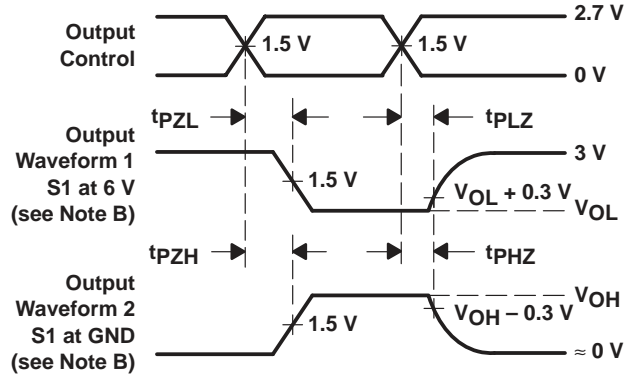 2.7 V
Output
Control
1.5 V
1.5 V
0 V
tPZL
tPLZ
Output
Waveform 1
S1 at 6 V
(see Note B)
3 V
1.5 V
VOL + 0.3 V
VOL
tPZH
tPHZ
Output
Waveform 2
S1 at GND
(see Note B)
VOH
VOH − 0.3 V
1.5 V
≈ 0 V